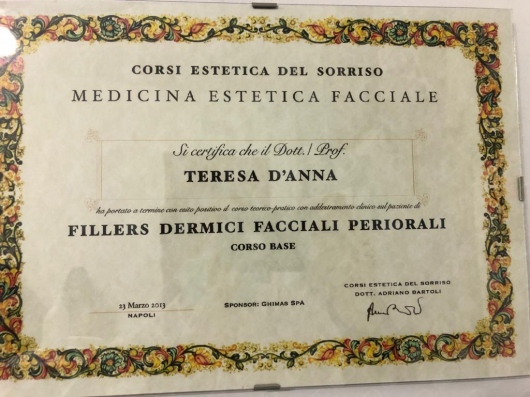 CORSI ESTETICA DEL SORRISO
MEDICINA ESTETICA FACCIALE
Si certifica che il Dott. / Prof.
TERESA D'ANNA
ha portato a termine con esito positivo il corso teorico-pratico con addestramento clinico sul paziente di
FILLERS DERMICI FACCIALI PERIORALI
CORSO BASE
CORSI ESTETICA DEL SORRISO
DOTT. ADRIANO BARTOLI
23 Marzo 2013
NAPOLI
SPONSOR: GHIMAS SPA